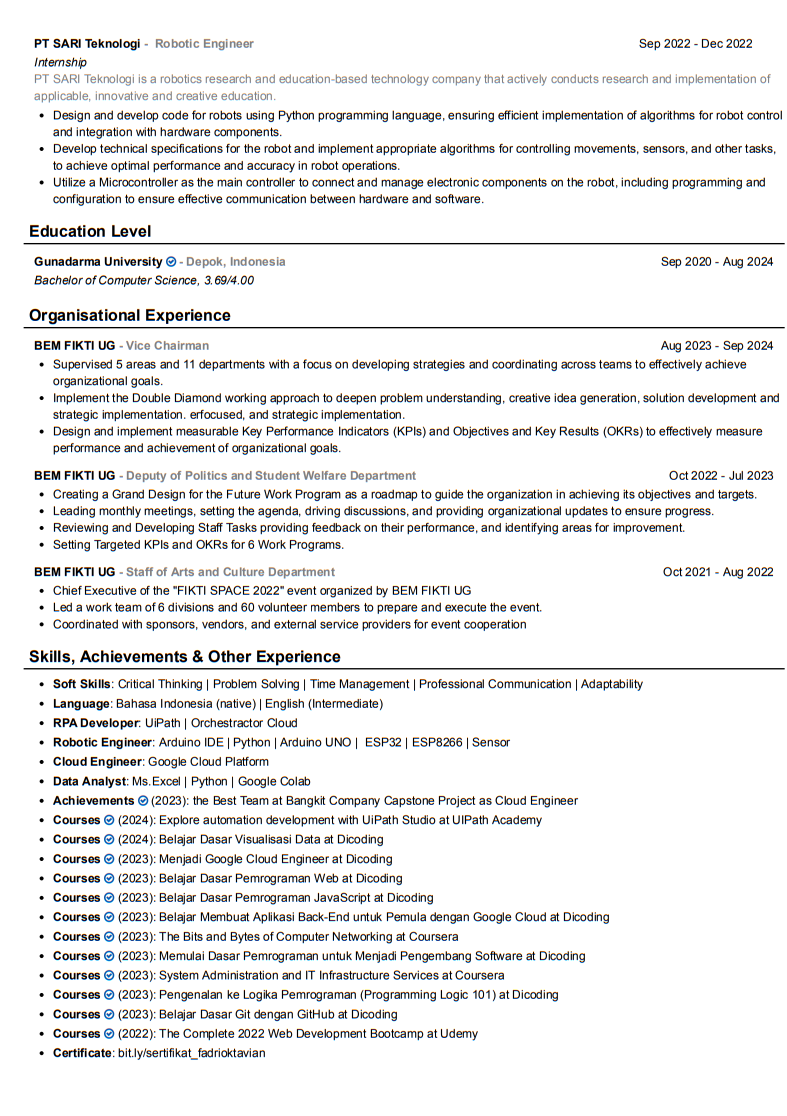 PT SARI Teknologi - Robotic Engineer Sep 2022 - Dec 2022
Internship
PT SARI Teknologi is a robotics research and education-based technology company that actively conducts research and implementation of
applicable, innovative and creative education.
• Design and develop code for robots using Python programming language, ensuring efficient implementation of algorithms for robot control
and integration with hardware components.
• Develop technical specifications for the robot and implement appropriate algorithms for controlling movements, sensors, and other tasks,
to achieve optimal performance and accuracy in robot operations.
• Utilize a Microcontroller as the main controller to connect and manage electronic components on the robot, including programming and
configuration to ensure effective communication between hardware and software.
Education Level
Gunadarma University - Depok, Indonesia Sep 2020 - Aug 2024
Bachelor of Computer Science, 3.69/4.00
Organisational Experience
BEM FIKTI UG - Vice Chairman Aug 2023 - Sep 2024
• Supervised 5 areas and 11 departments with a focus on developing strategies and coordinating across teams to effectively achieve
organizational goals.
• Implement the Double Diamond working approach to deepen problem understanding, creative idea generation, solution development and
strategic implementation. erfocused, and strategic implementation.
• Design and implement measurable Key Performance Indicators (KPIs) and Objectives and Key Results (OKRs) to effectively measure
performance and achievement of organizational goals.
BEM FIKTI UG - Deputy of Politics and Student Welfare Department Oct 2022 - Jul 2023
• Creating a Grand Design for the Future Work Program as a roadmap to guide the organization in achieving its objectives and targets.
• Leading monthly meetings, setting the agenda, driving discussions, and providing organizational updates to ensure progress.
• Reviewing and Developing Staff Tasks providing feedback on their performance, and identifying areas for improvement.
• Setting Targeted KPIs and OKRs for 6 Work Programs.
BEM FIKTI UG - Staff of Arts and Culture Department Oct 2021 - Aug 2022
• Chief Executive of the "FIKTI SPACE 2022" event organized by BEM FIKTI UG
• Led a work team of 6 divisions and 60 volunteer members to prepare and execute the event.
• Coordinated with sponsors, vendors, and external service providers for event cooperation
Skills, Achievements & Other Experience
• Soft Skills: Critical Thinking | Problem Solving | Time Management | Professional Communication | Adaptability
• Language: Bahasa Indonesia (native) | English (Intermediate)
• RPA Developer: UiPath | Orchestractor Cloud
• Robotic Engineer: Arduino IDE | Python | Arduino UNO | ESP32 | ESP8266 | Sensor
• Cloud Engineer: Google Cloud Platform
• Data Analyst: Ms.Excel | Python | Google Colab
• Achievements (2023): the Best Team at Bangkit Company Capstone Project as Cloud Engineer
• Courses (2024): Explore automation development with UiPath Studio at UIPath Academy
• Courses (2024): Belajar Dasar Visualisasi Data at Dicoding
• Courses (2023): Menjadi Google Cloud Engineer at Dicoding
• Courses (2023): Belajar Dasar Pemrograman Web at Dicoding
• Courses (2023): Belajar Dasar Pemrograman JavaScript at Dicoding
• Courses (2023): Belajar Membuat Aplikasi Back-End untuk Pemula dengan Google Cloud at Dicoding
• Courses (2023): The Bits and Bytes of Computer Networking at Coursera
• Courses (2023): Memulai Dasar Pemrograman untuk Menjadi Pengembang Software at Dicoding
• Courses (2023): System Administration and IT Infrastructure Services at Coursera
• Courses (2023): Pengenalan ke Logika Pemrograman (Programming Logic 101) at Dicoding
• Courses (2023): Belajar Dasar Git dengan GitHub at Dicoding
• Courses (2022): The Complete 2022 Web Development Bootcamp at Udemy
• Certificate: bit.ly/sertifikat_fadrioktavian